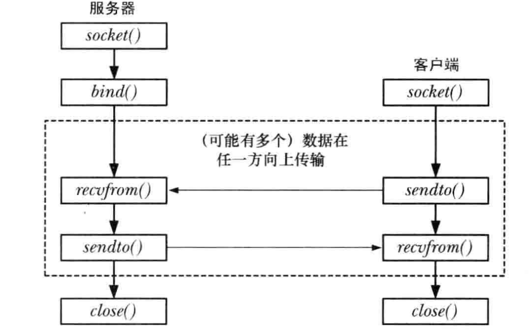 服务器
socket()
bind()
客户端
socket()
（可能有多个）数据在
任一方向上传输
recvfrom()
sendto()
sendto()
recvfrom()
close()
close()